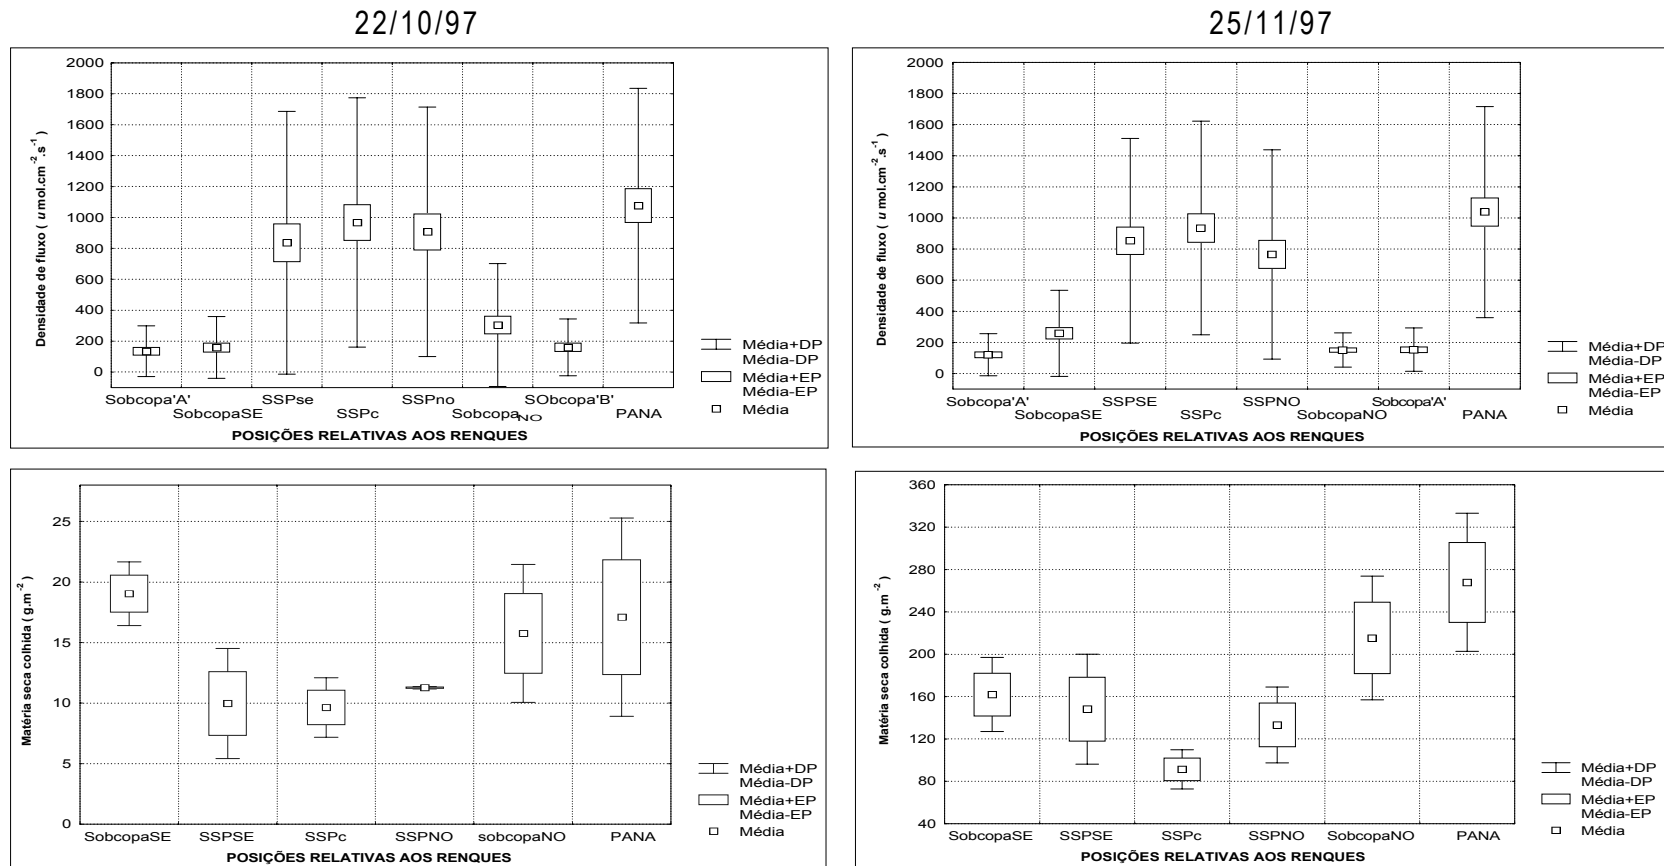 22/10/97
25/11/97
2000
1800
1600
1400
1200
1000
800
600
400
200
0
Densidade de fluxo ( umol.cm⁻².s⁻¹ )
Sobcopa'A'
SobcopaSE
SSPse
SSPc
SSPno
Sobcopa
NO
SObcopa'B'
PANA
POSIÇÕES RELATIVAS AOS RENQUES
Média+DP
Média-DP
Média+EP
Média-EP
Média
2000
1800
1600
1400
1200
1000
800
600
400
200
0
Densidade de fluxo ( umol.cm⁻².s⁻¹ )
Sobcopa'A'
SobcopaSE
SSPSE
SSPc
SSPNO
SobcopaNO
Sobcopa'A'
PANA
POSIÇÕES RELATIVAS AOS RENQUES
Média+DP
Média-DP
Média+EP
Média-EP
Média
25
20
15
10
5
0
Matéria seca colhida ( g.m⁻² )
SobcopaSE
SSPSE
SSPc
SSPNO
sobcopaNO
PANA
POSIÇÕES RELATIVAS AOS RENQUES
Média+DP
Média-DP
Média+EP
Média-EP
Média
360
320
280
240
200
160
120
80
40
Matéria seca colhida ( g.m⁻² )
SobcopaSE
SSPSE
SSPc
SSPNO
SobcopaNO
PANA
POSIÇÕES RELATIVAS AOS RENQUES
Média+DP
Média-DP
Média+EP
Média-EP
Média